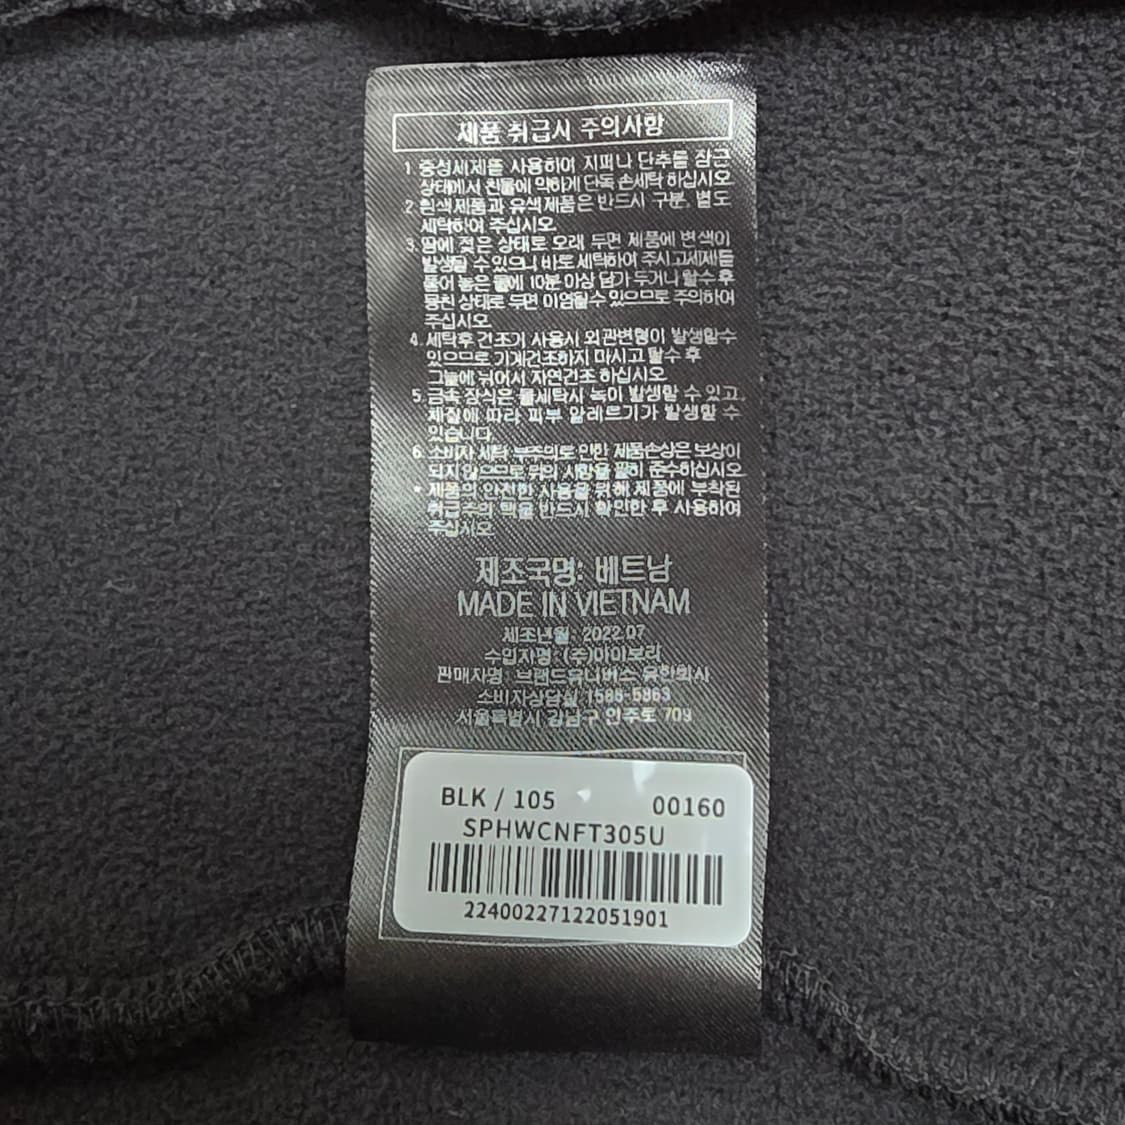 제품 취급시 주의사항
1. 중성세제를 사용하여 지퍼나 단추를 잠근
상태에서 찬물에 약하게 단독 손세탁 하십시오.
2. 흰색제품과 유색제품은 반드시 구분, 별도
세탁하여 주십시오.
3. 땀에 젖은 상태로 오래 두면 제품에 변색이
발생될 수 있으니 바로 세탁하여 주시고세제를
풀어 놓은 물에 10분 이상 담가 두거나 탈수 후
뭉친 상태로 두면 이염될수 있으므로 주의하여
주십시오.
4. 세탁후 건조기 사용시 외관변형이 발생할수
있으므로 기계건조하지 마시고 탈수 후
그늘에 뉘어서 자연건조 하십시오.
5. 금속 장식은 물세탁시 녹이 발생할 수 있고,
체질에 따라 피부 알레르기가 발생할 수
있습니다.
6. 소비자 세탁 부주의로 인한 제품손상은 보상이
되지 않으므로 위의 사항을 필히 준수하십시오.
* 제품의 안전한 사용을 위해 제품에 부착된
취급주의 택을 반드시 확인한 후 사용하여
주십시오.
제조국명: 베트남
MADE IN VIETNAM
제조년월: 2022.07
수입자명: (주)아이보리
판매자명: 브랜드유니버스 유한회사
소비자상담실
서울특별시 강남구 언주로 709
BLK / 105 00160
SPHWCNFT305U
22400227122051901